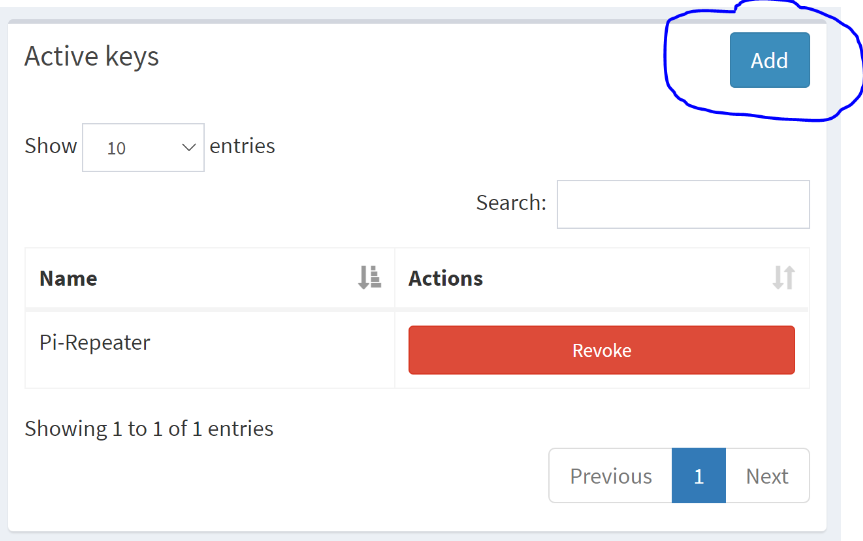 Active keys
Add
Show 10 entries
Search:
Name Actions
Pi-Repeater Revoke
Showing 1 to 1 of 1 entries
Previous 1 Next